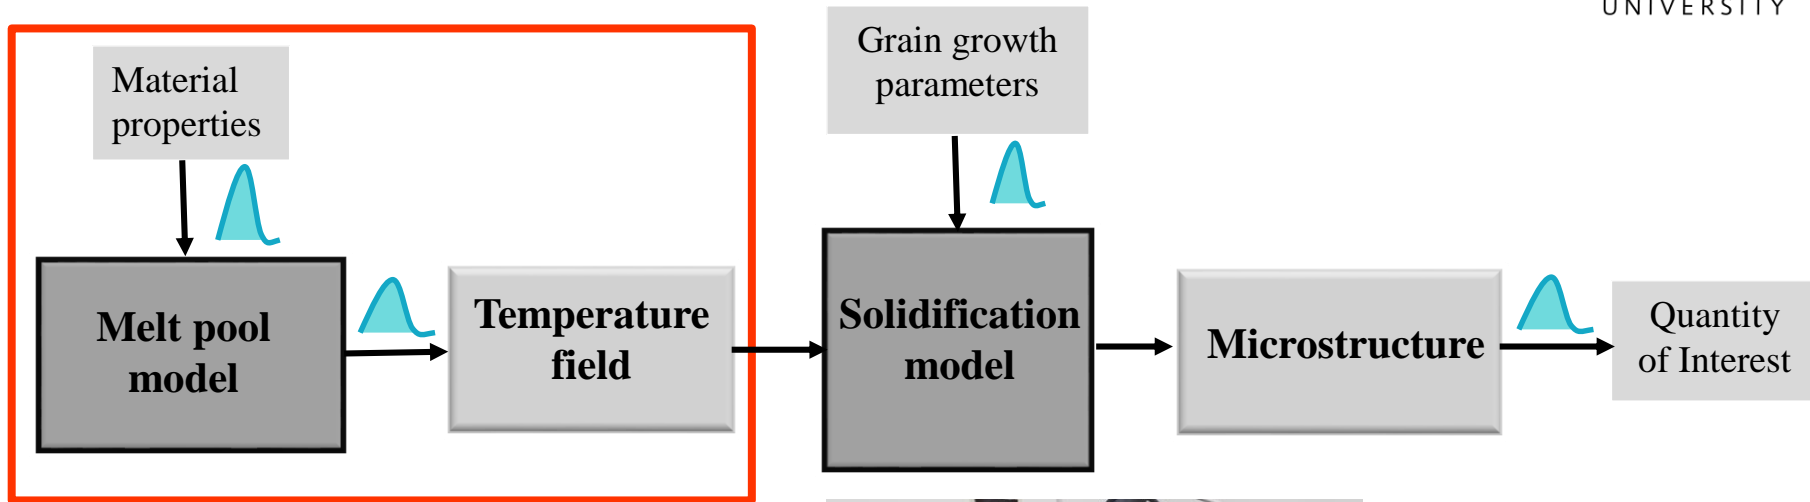 UNIVERSITY
Material
properties
Grain growth
parameters
Melt pool
model
Temperature
field
Solidification
model
Microstructure
Quantity
of Interest